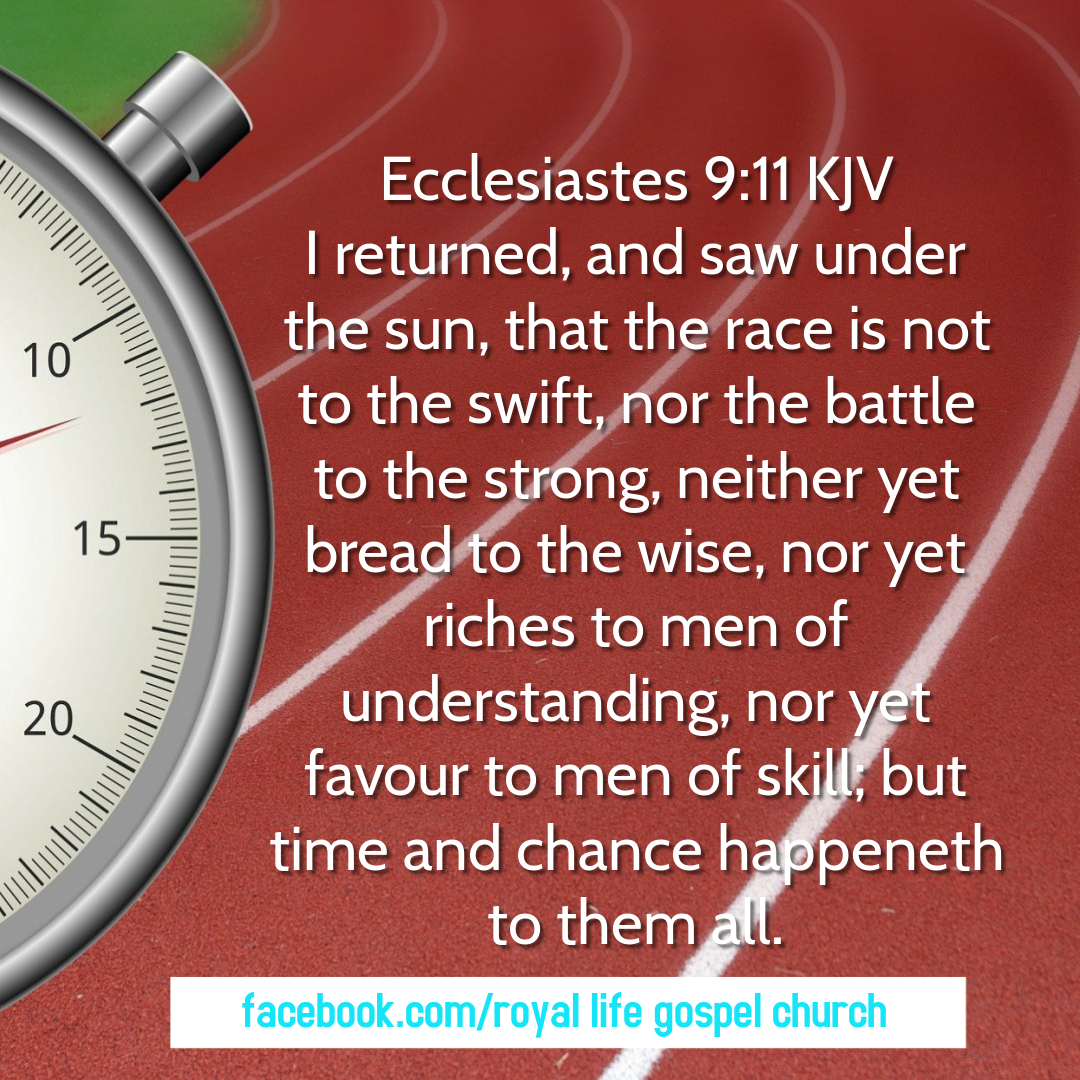 Ecclesiastes 9:11 KJV
I returned, and saw under
the sun, that the race is not
to the swift, nor the battle
to the strong, neither yet
bread to the wise, nor yet
riches to men of
understanding, nor yet
favour to men of skill; but
time and chance happeneth
to them all.
facebook.com/royal life gospel church
10
15
20